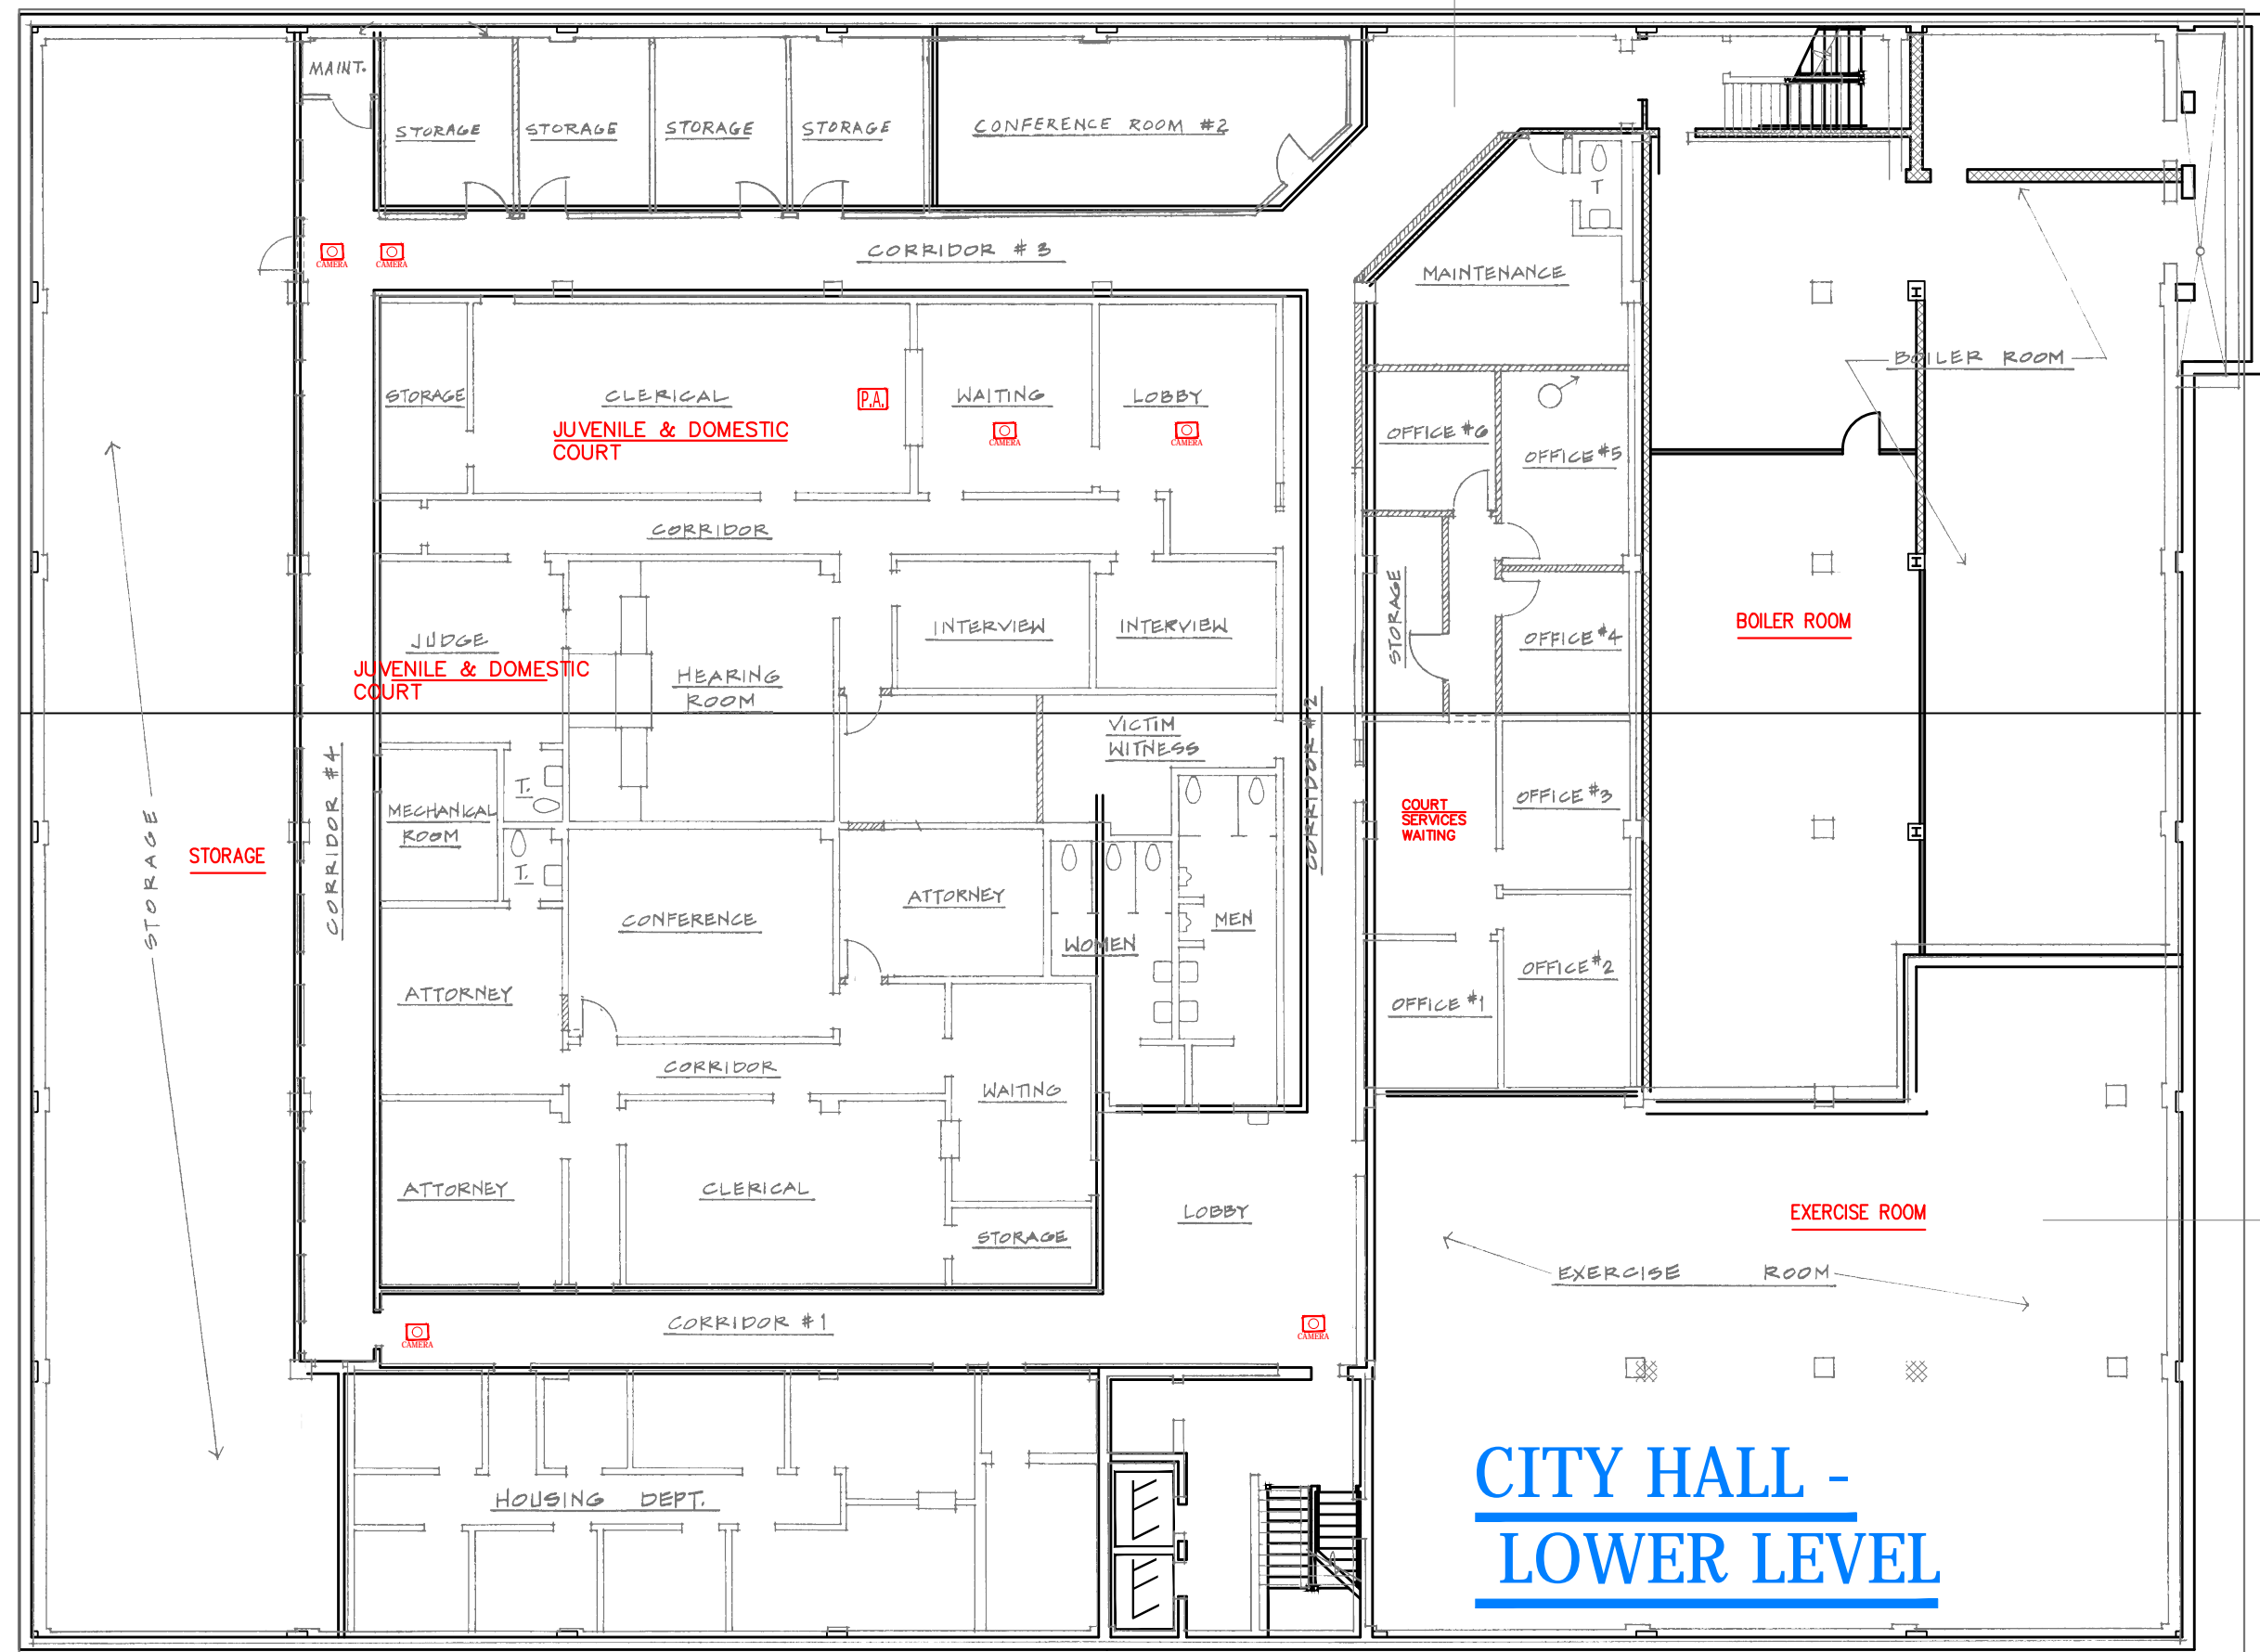 MAINT.
STORAGE
STORAGE
STORAGE
STORAGE
CONFERENCE ROOM #2
T
CORRIDOR # 3
CAMERA
CAMERA
MAINTENANCE
BOILER ROOM
STORAGE
CLERICAL
P.A.
WAITING
LOBBY
JUVENILE & DOMESTIC
COURT
CAMERA
CAMERA
OFFICE #6
OFFICE #5
CORRIDOR
STORAGE
JUDGE
INTERVIEW
INTERVIEW
OFFICE #4
BOILER ROOM
JUVENILE & DOMESTIC
COURT
HEARING
ROOM
VICTIM
WITNESS
CORRIDOR #2
CORRIDOR #4
T.
MECHANICAL
ROOM
OFFICE #3
COURT
SERVICES
WAITING
STORAGE
STORAGE
T.
CONFERENCE
ATTORNEY
WOMEN
MEN
ATTORNEY
OFFICE #2
OFFICE #1
CORRIDOR
WAITING
ATTORNEY
CLERICAL
LOBBY
STORAGE
EXERCISE ROOM
EXERCISE ROOM
CORRIDOR #1
CAMERA
CAMERA
HOUSING DEPT.
CITY HALL -
LOWER LEVEL
H
H
H